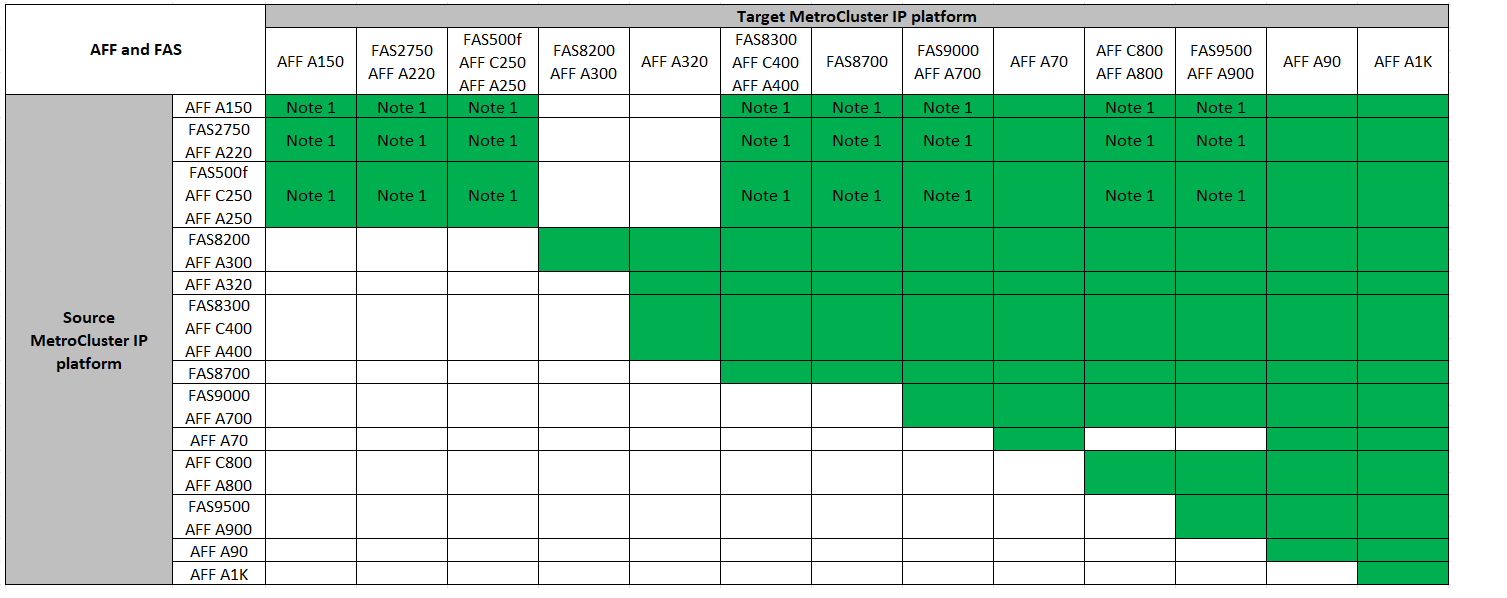 Target MetroCluster IP platform
AFF and FAS
AFF A150
FAS2750
AFF A220
FAS500f
AFF C250
AFF A250
FAS8200
AFF A300
AFF A320
FAS8300
AFF C400
AFF A400
FAS8700
FAS9000
AFF A700
AFF A70
AFF C800
AFF A800
FAS9500
AFF A900
AFF A90
AFF A1K
Source
MetroCluster IP
platform
AFF A150 Note 1 Note 1 Note 1 Note 1 Note 1 Note 1 Note 1 Note 1
FAS2750
AFF A220
Note 1 Note 1 Note 1 Note 1 Note 1 Note 1 Note 1 Note 1
FAS500f
AFF C250
AFF A250
Note 1 Note 1 Note 1 Note 1 Note 1 Note 1 Note 1 Note 1
FAS8200
AFF A300
AFF A320
FAS8300
AFF C400
AFF A400
FAS8700
FAS9000
AFF A700
AFF A70
AFF C800
AFF A800
FAS9500
AFF A900
AFF A90
AFF A1K